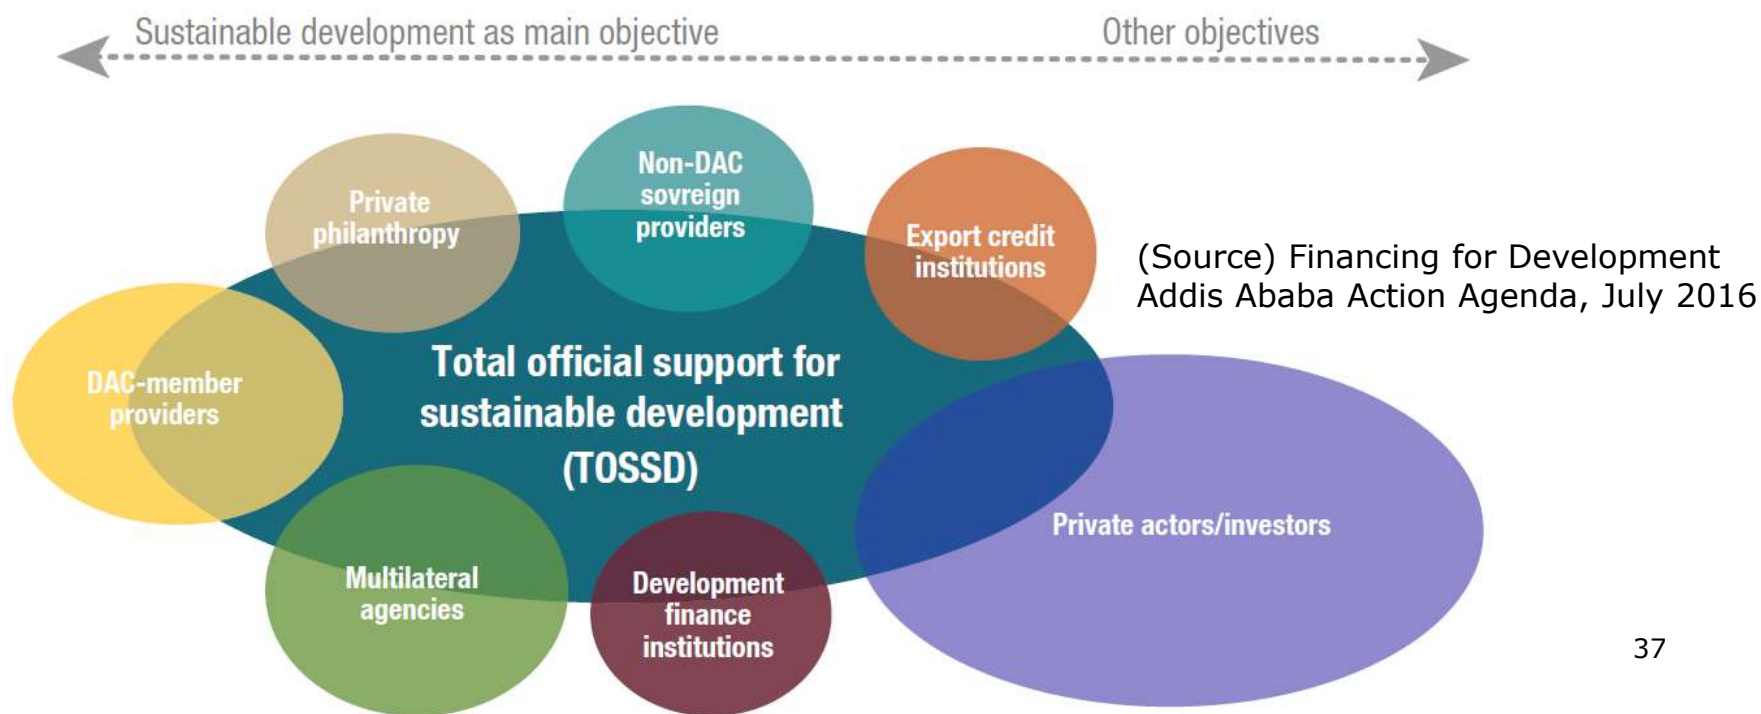 Sustainable development as main objective
Other objectives
Private
philanthropy
Non-DAC
sovreign
providers
Export credit
institutions
(Source) Financing for Development
Addis Ababa Action Agenda, July 2016
DAC-member
providers
Total official support for
sustainable development
(TOSSD)
Private actors/investors
Multilateral
agencies
Development
finance
institutions
37